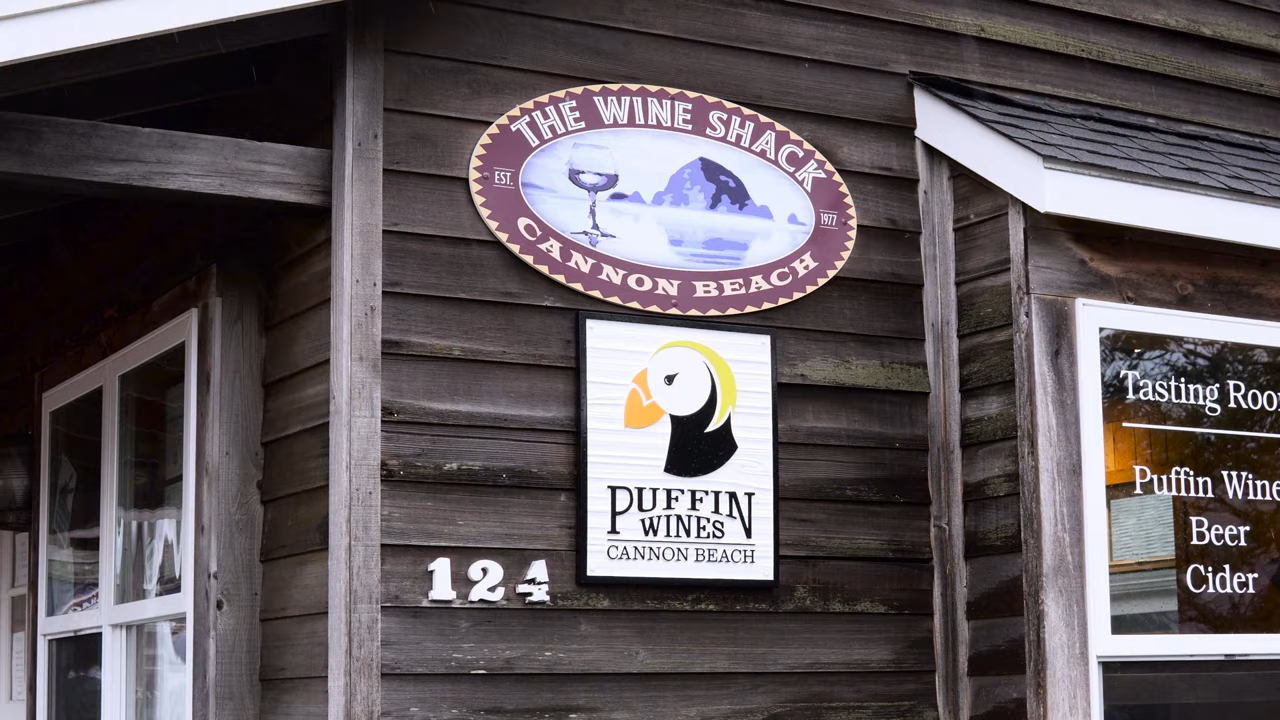 THE WINE SHACK
EST.
1977
CANNON BEACH
PUFFIN
WINES
CANNON BEACH
124
Tasting Roo
Puffin Wine
Beer
Cider